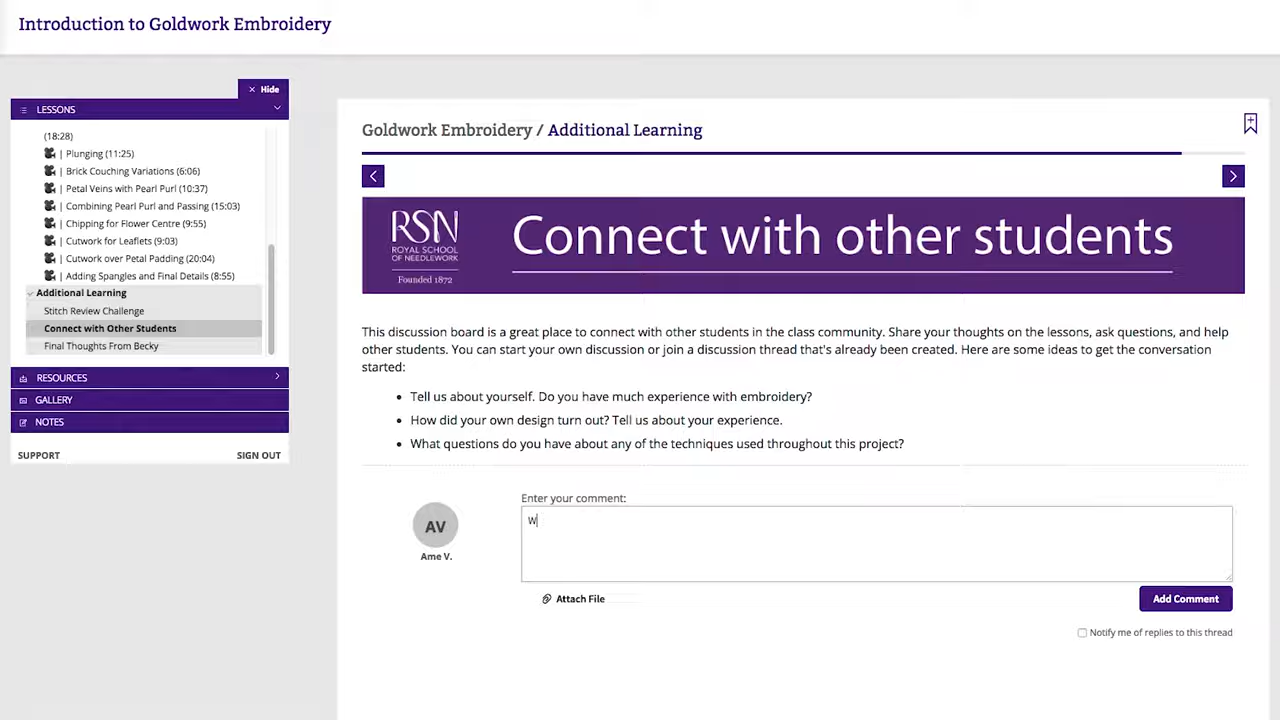 Introduction to Goldwork Embroidery
× Hide
LESSONS
(18:28)
| Plunging (11:25)
| Brick Couching Variations (6:06)
| Petal Veins with Pearl Purl (10:37)
| Combining Pearl Purl and Passing (15:03)
| Chipping for Flower Centre (9:55)
| Cutwork for Leaflets (9:03)
| Cutwork over Petal Padding (20:04)
| Adding Spangles and Final Details (8:55)
Additional Learning
Stitch Review Challenge
Connect with Other Students
Final Thoughts From Becky
RESOURCES
GALLERY
NOTES
SUPPORT
SIGN OUT
Goldwork Embroidery / Additional Learning
RSN
ROYAL SCHOOL
OF NEEDLEWORK
Founded 1872
Connect with other students
This discussion board is a great place to connect with other students in the class community. Share your thoughts on the lessons, ask questions, and help
other students. You can start your own discussion or join a discussion thread that's already been created. Here are some ideas to get the conversation
started:
• Tell us about yourself. Do you have much experience with embroidery?
• How did your own design turn out? Tell us about your experience.
• What questions do you have about any of the techniques used throughout this project?
AV
Ame V.
Enter your comment:
W
Attach File
Add Comment
Notify me of replies to this thread